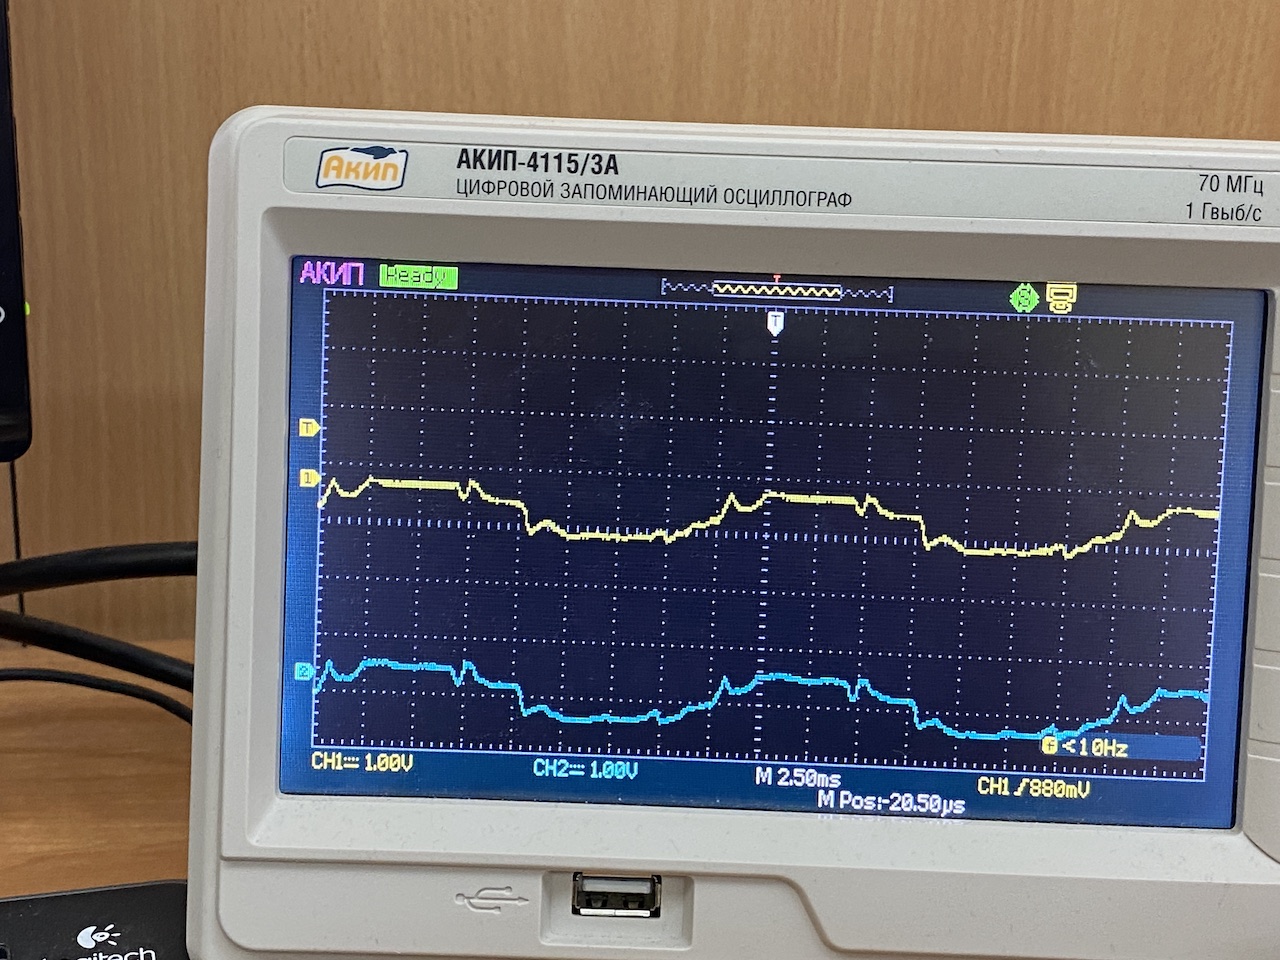 Акип
АКИП-4115/3А
ЦИФРОВОЙ ЗАПОМИНАЮЩИЙ ОСЦИЛЛОГРАФ
70 МГц
1 Гвыб/с
АКИП Ready
T
T
T
1
2
<10Hz
CH1 1.00V
CH2 1.00V
M 2.50ms
CH1 /880mV
M Pos:-20.50µs
Logitech